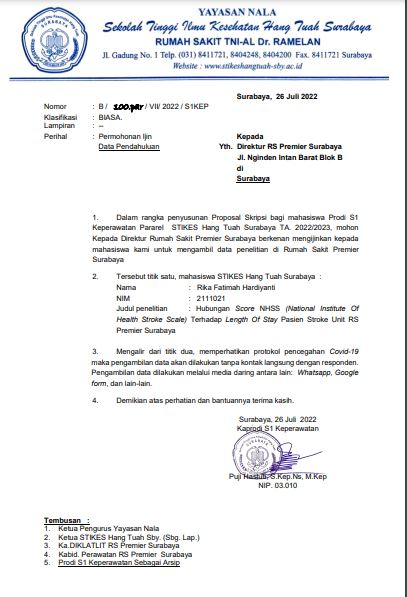 YAYASAN NALA
Sekolah Tinggi Ilmu Kesehatan Hang Tuah Surabaya
RUMAH SAKIT TNI-AL Dr. RAMELAN
Jl. Gadung No. 1 Telp. (031) 8411721, 8404248, 8404200 Fax. 8411721 Surabaya
Website : www.stikeshangtuah-sby.ac.id
Surabaya, 26 Juli 2022
Nomor : B / / VII/ 2022 / S1KEP
Klasifikasi : BIASA.
Lampiran : --
Perihal : Permohonan Ijin
Data Pendahuluan
Kepada
Yth. Direktur RS Premier Surabaya
Jl. Nginden Intan Barat Blok B
di
Surabaya
1. Dalam rangka penyusunan Proposal Skripsi bagi mahasiswa Prodi S1
Keperawatan Pararel STIKES Hang Tuah Surabaya TA. 2022/2023, mohon
Kepada Direktur Rumah Sakit Premier Surabaya berkenan mengijinkan kepada
mahasiswa kami untuk mengambil data penelitian di Rumah Sakit Premier
Surabaya
2. Tersebut titik satu, mahasiswa STIKES Hang Tuah Surabaya :
Nama : Rika Fatimah Hardiyanti
NIM : 2111021
Judul penelitian : Hubungan Score NHSS (National Institute Of
Health Stroke Scale) Terhadap Length Of Stay Pasien Stroke Unit RS
Premier Surabaya
3. Mengalir dari titik dua, memperhatikan protokol pencegahan Covid-19
maka pengambilan data akan dilakukan tanpa kontak langsung dengan responden.
Pengambilan data dilakukan melalui media daring antara lain: Whatsapp, Google
form, dan lain-lain.
4. Demikian atas perhatian dan bantuannya terima kasih.
Surabaya, 26 Juli 2022
Kaprodi S1 Keperawatan
Puji Hastuti, S.Kep.Ns, M.Kep
NIP. 03.010
Tembusan :
1. Ketua Pengurus Yayasan Nala
2. Ketua STIKES Hang Tuah Sby. (Sbg. Lap.)
3. Ka.DIKLATLIT RS Premier Surabaya
4. Kabid. Perawatan RS Premier Surabaya
5. Prodi S1 Keperawatan Sebagai Arsip